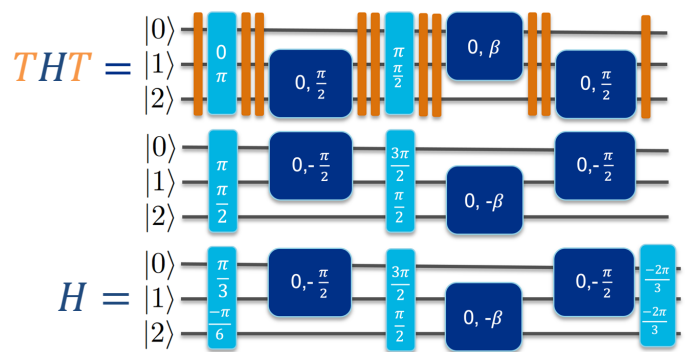 |0⟩
0
π
π
π/2
0, β
THT = |1⟩
0, π/2
0, π/2
|2⟩
|0⟩
π
π/2
0,- π/2
3π/2
π/2
0,- π/2
|1⟩
0, -β
|2⟩
|0⟩
π/3
-π/6
0,- π/2
3π/2
π/2
0,- π/2
-2π/3
-2π/3
H = |1⟩
0, -β
|2⟩